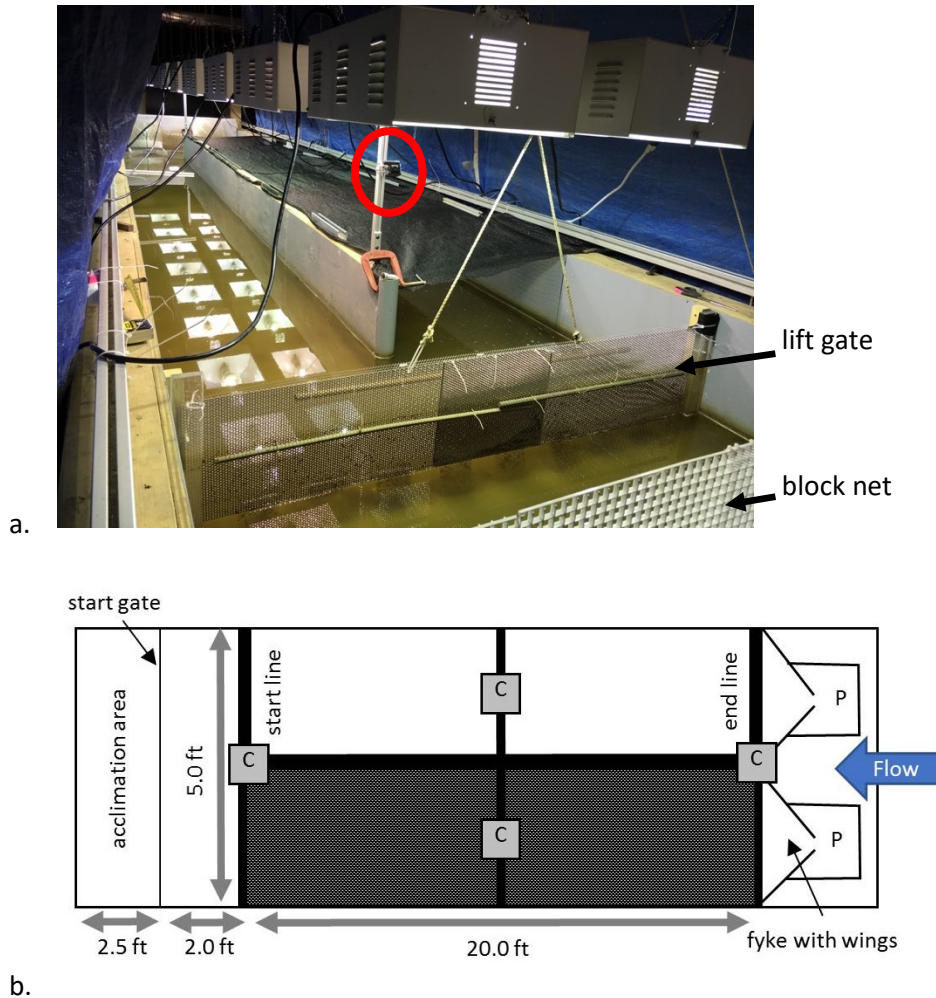 lift gate
block net
a.
start gate
acclimation area
5.0 ft
start line
C
end line
P
C
C
Flow
C
P
2.5 ft
2.0 ft
20.0 ft
fyke with wings
b.